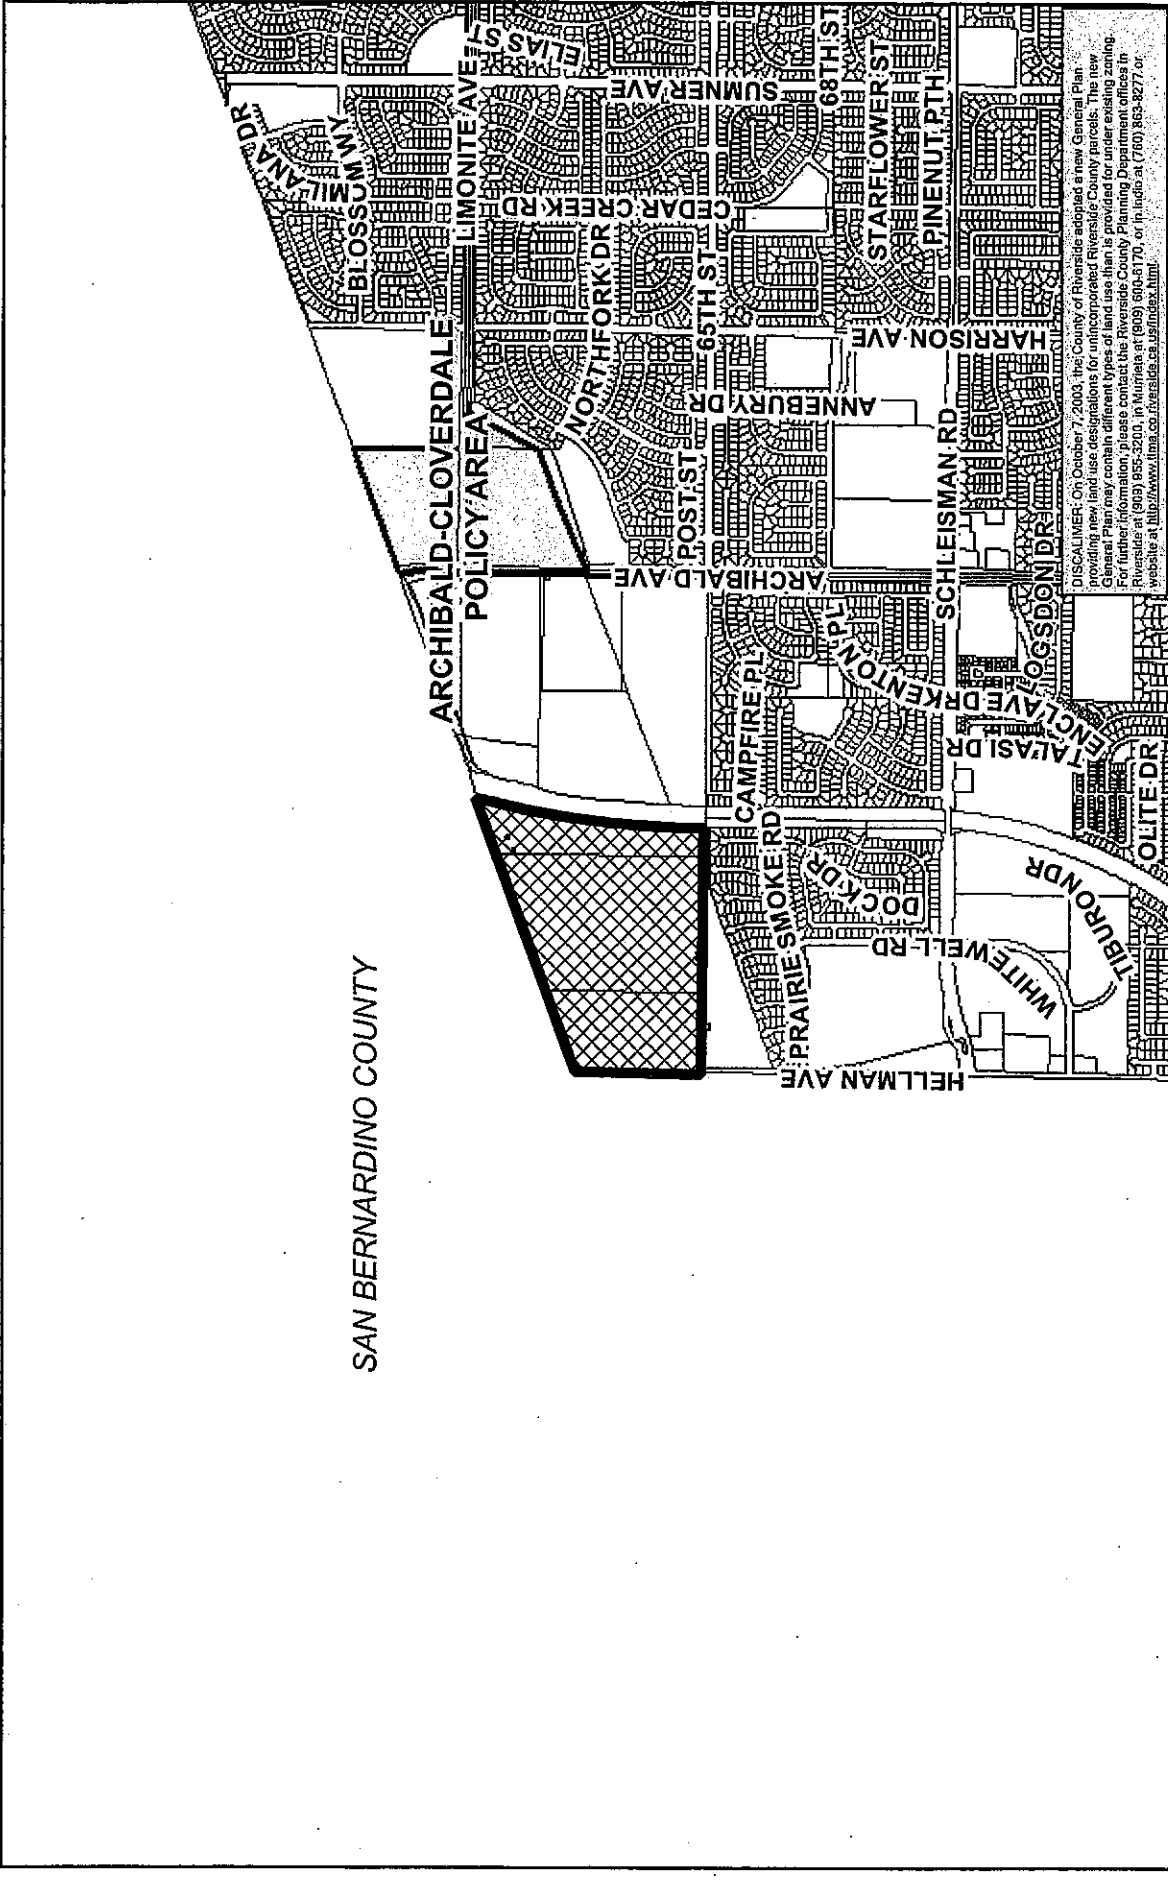 SAN BERNARDINO COUNTY
MILANA DR
BLOSSOM WY
LIMONITE AVE
ELIAS ST
SUMNER AVE
CEDAR CREEK RD
NORTHFORK DR
65TH ST
68TH ST
STARFLOWER ST
PINENUT PTH
HARRISON AVE
ARCHIBALD-CLOVERDALE
POLICY AREA
ANNEBURY DR
POST ST
ARCHIBALD AVE
SCHLEISMAN RD
LOGSDON DR
KENTON PL
ENCLAVE DR
TALASI DR
CAMPFIRE PL
PRAIRIE SMOKE RD
DOCK DR
WHITE WELL RD
TIBURON DR
OLITE DR
HELLMAN AVE
DISCALIMER: On October 7, 2003, the County of Riverside adopted a new General Plan
providing new land use designations for unincorporated Riverside County parcels. The new
General Plan may contain different types of land use than is provided for under existing zoning.
For further information, please contact the Riverside County Planning Department offices in
Riverside at (909) 955-3200, in Murrieta at (909) 600-6170, or in Indio at (760) 863-8277 or
website at http://www.tlma.co.riverside.ca.us/index.html